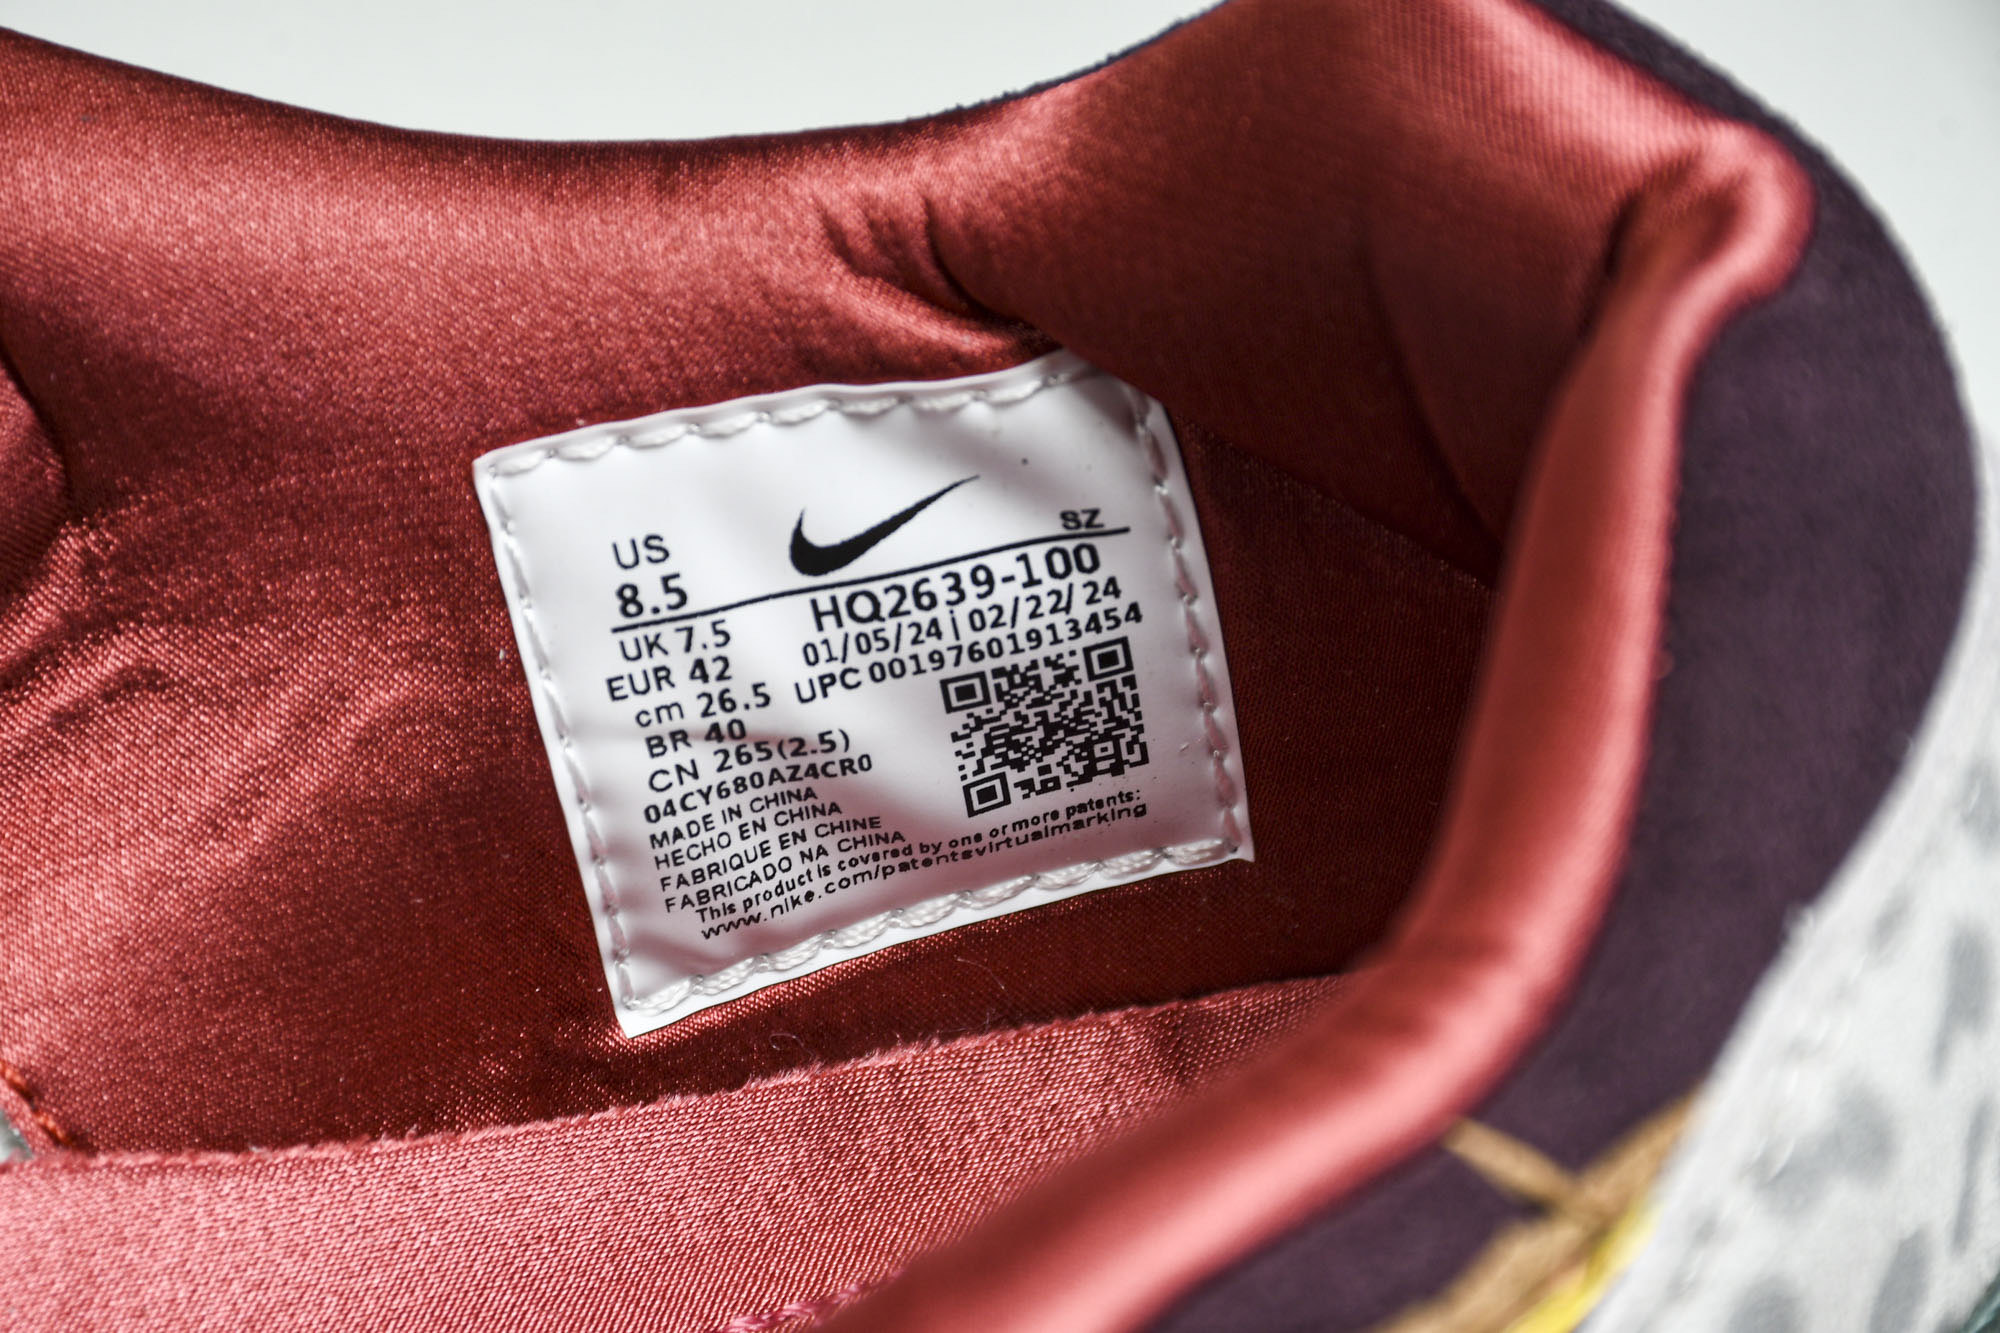 US
8.5
SZ
UK 7.5
EUR 42
cm 26.5
BR 40
CN 265(2.5)
HQ2639-100
01/05/24 | 02/22/24
UPC 00197601913454
04CY680AZ4CR0
MADE IN CHINA
HECHO EN CHINA
FABRIQUE EN CHINE
FABRICADO NA CHINA
This product is covered by one or more patents:
www.nike.com/patentsvirtualmarking